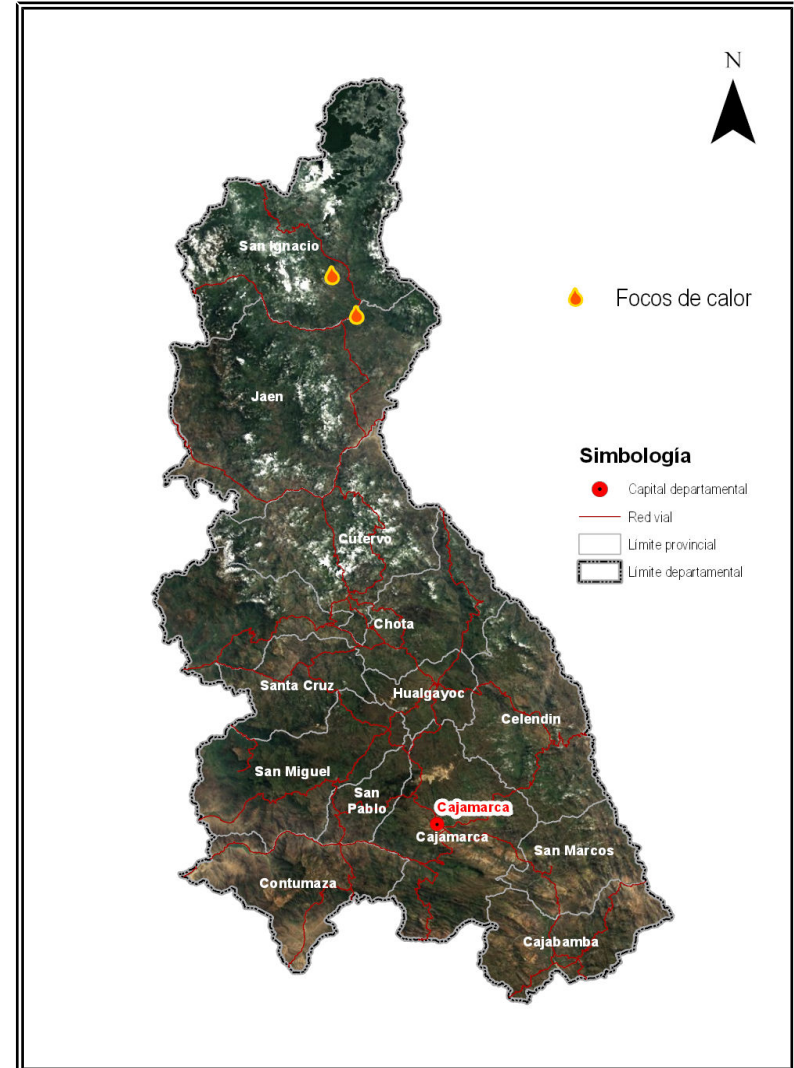 N
San Ignacio
Focos de calor
Jaen
Simbología
Capital departamental
Red vial
Límite provincial
Límite departamental
Cutervo
Chota
Santa Cruz
Hualgayoc
Celendin
San Miguel
San
Pablo
Cajamarca
Cajamarca
San Marcos
Contumaza
Cajabamba